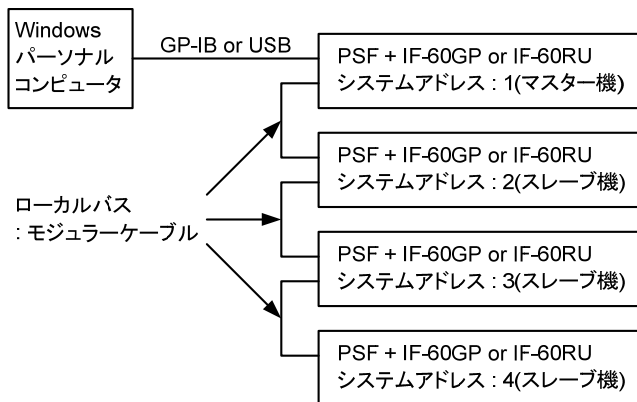 Windows
パーソナル
コンピュータ
GP-IB or USB
PSF + IF-60GP or IF-60RU
システムアドレス : 1(マスター機)
PSF + IF-60GP or IF-60RU
システムアドレス : 2(スレーブ機)
ローカルバス
: モジュラーケーブル
PSF + IF-60GP or IF-60RU
システムアドレス : 3(スレーブ機)
PSF + IF-60GP or IF-60RU
システムアドレス : 4(スレーブ機)